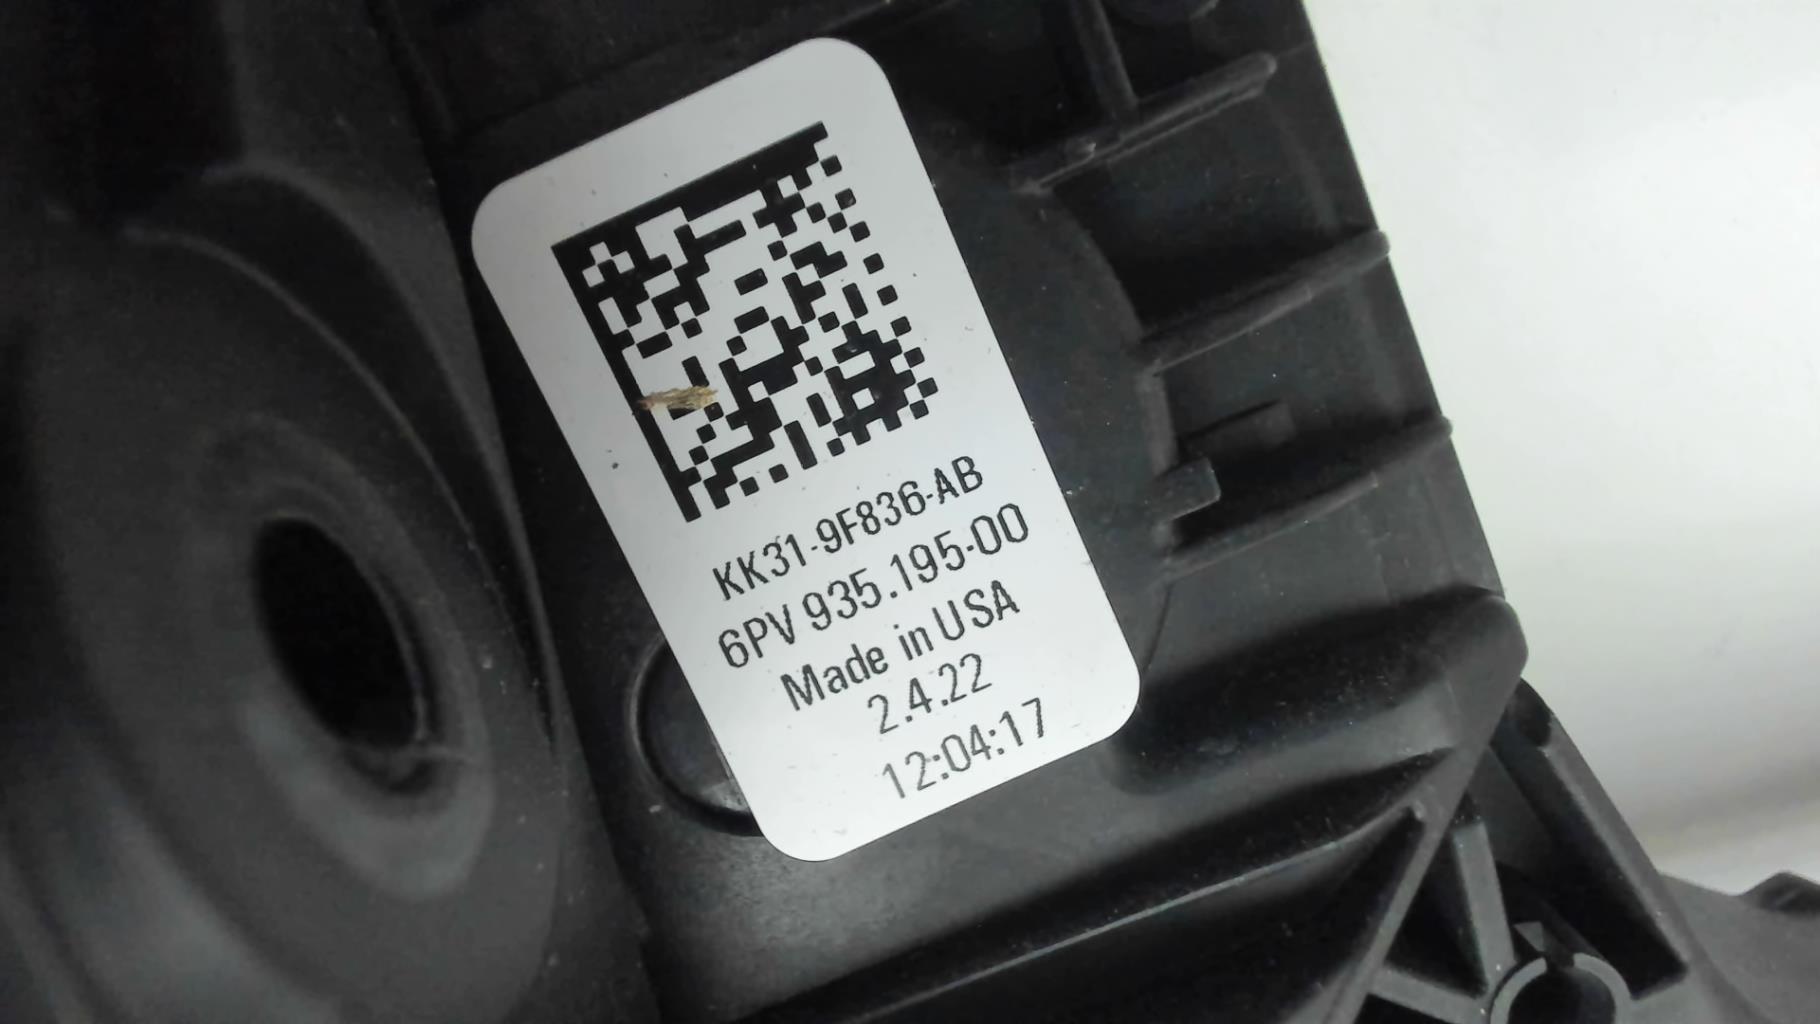 KK31-9F836-AB
6PV 935.195-00
Made in USA
2.4.22
12:04:17